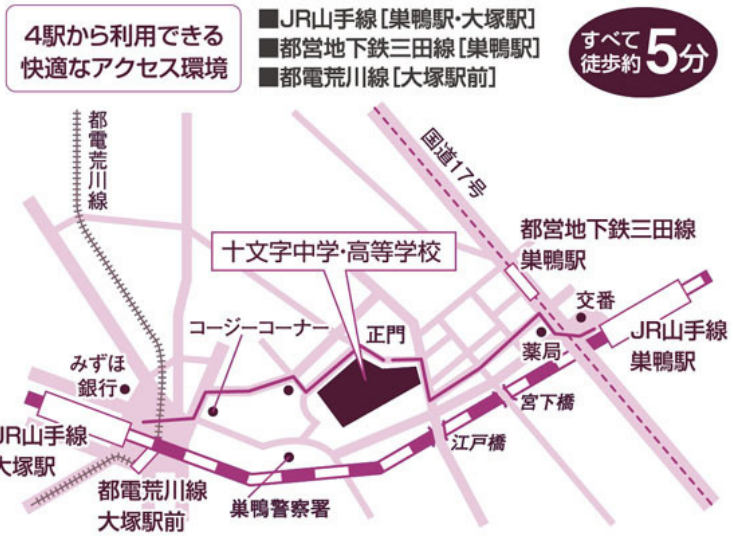 4駅から利用できる
快適なアクセス環境
■JR山手線[巣鴨駅・大塚駅]
■都営地下鉄三田線[巣鴨駅]
■都電荒川線[大塚駅前]
すべて
徒歩約5分
都電荒川線
国道17号
都営地下鉄三田線
巣鴨駅
十文字中学・高等学校
交番
コージーコーナー
正門
薬局
JR山手線
巣鴨駅
みずほ
銀行
宮下橋
江戸橋
JR山手線
大塚駅
都電荒川線
大塚駅前
巣鴨警察署